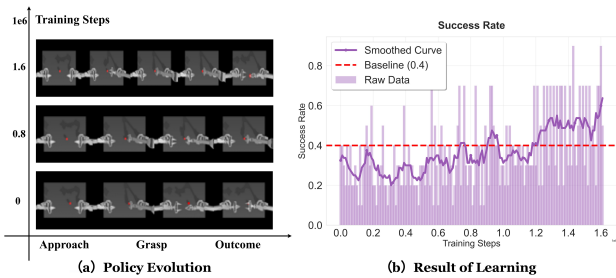 1e6
Training Steps
1.6
0.8
0
Approach
Grasp
Outcome
(a) Policy Evolution
Success Rate
Smoothed Curve
Baseline (0.4)
Raw Data
Success Rate
0.8
0.6
0.4
0.2
0.0
0.0 0.2 0.4 0.6 0.8 1.0 1.2 1.4 1.6
Training Steps
(b) Result of Learning